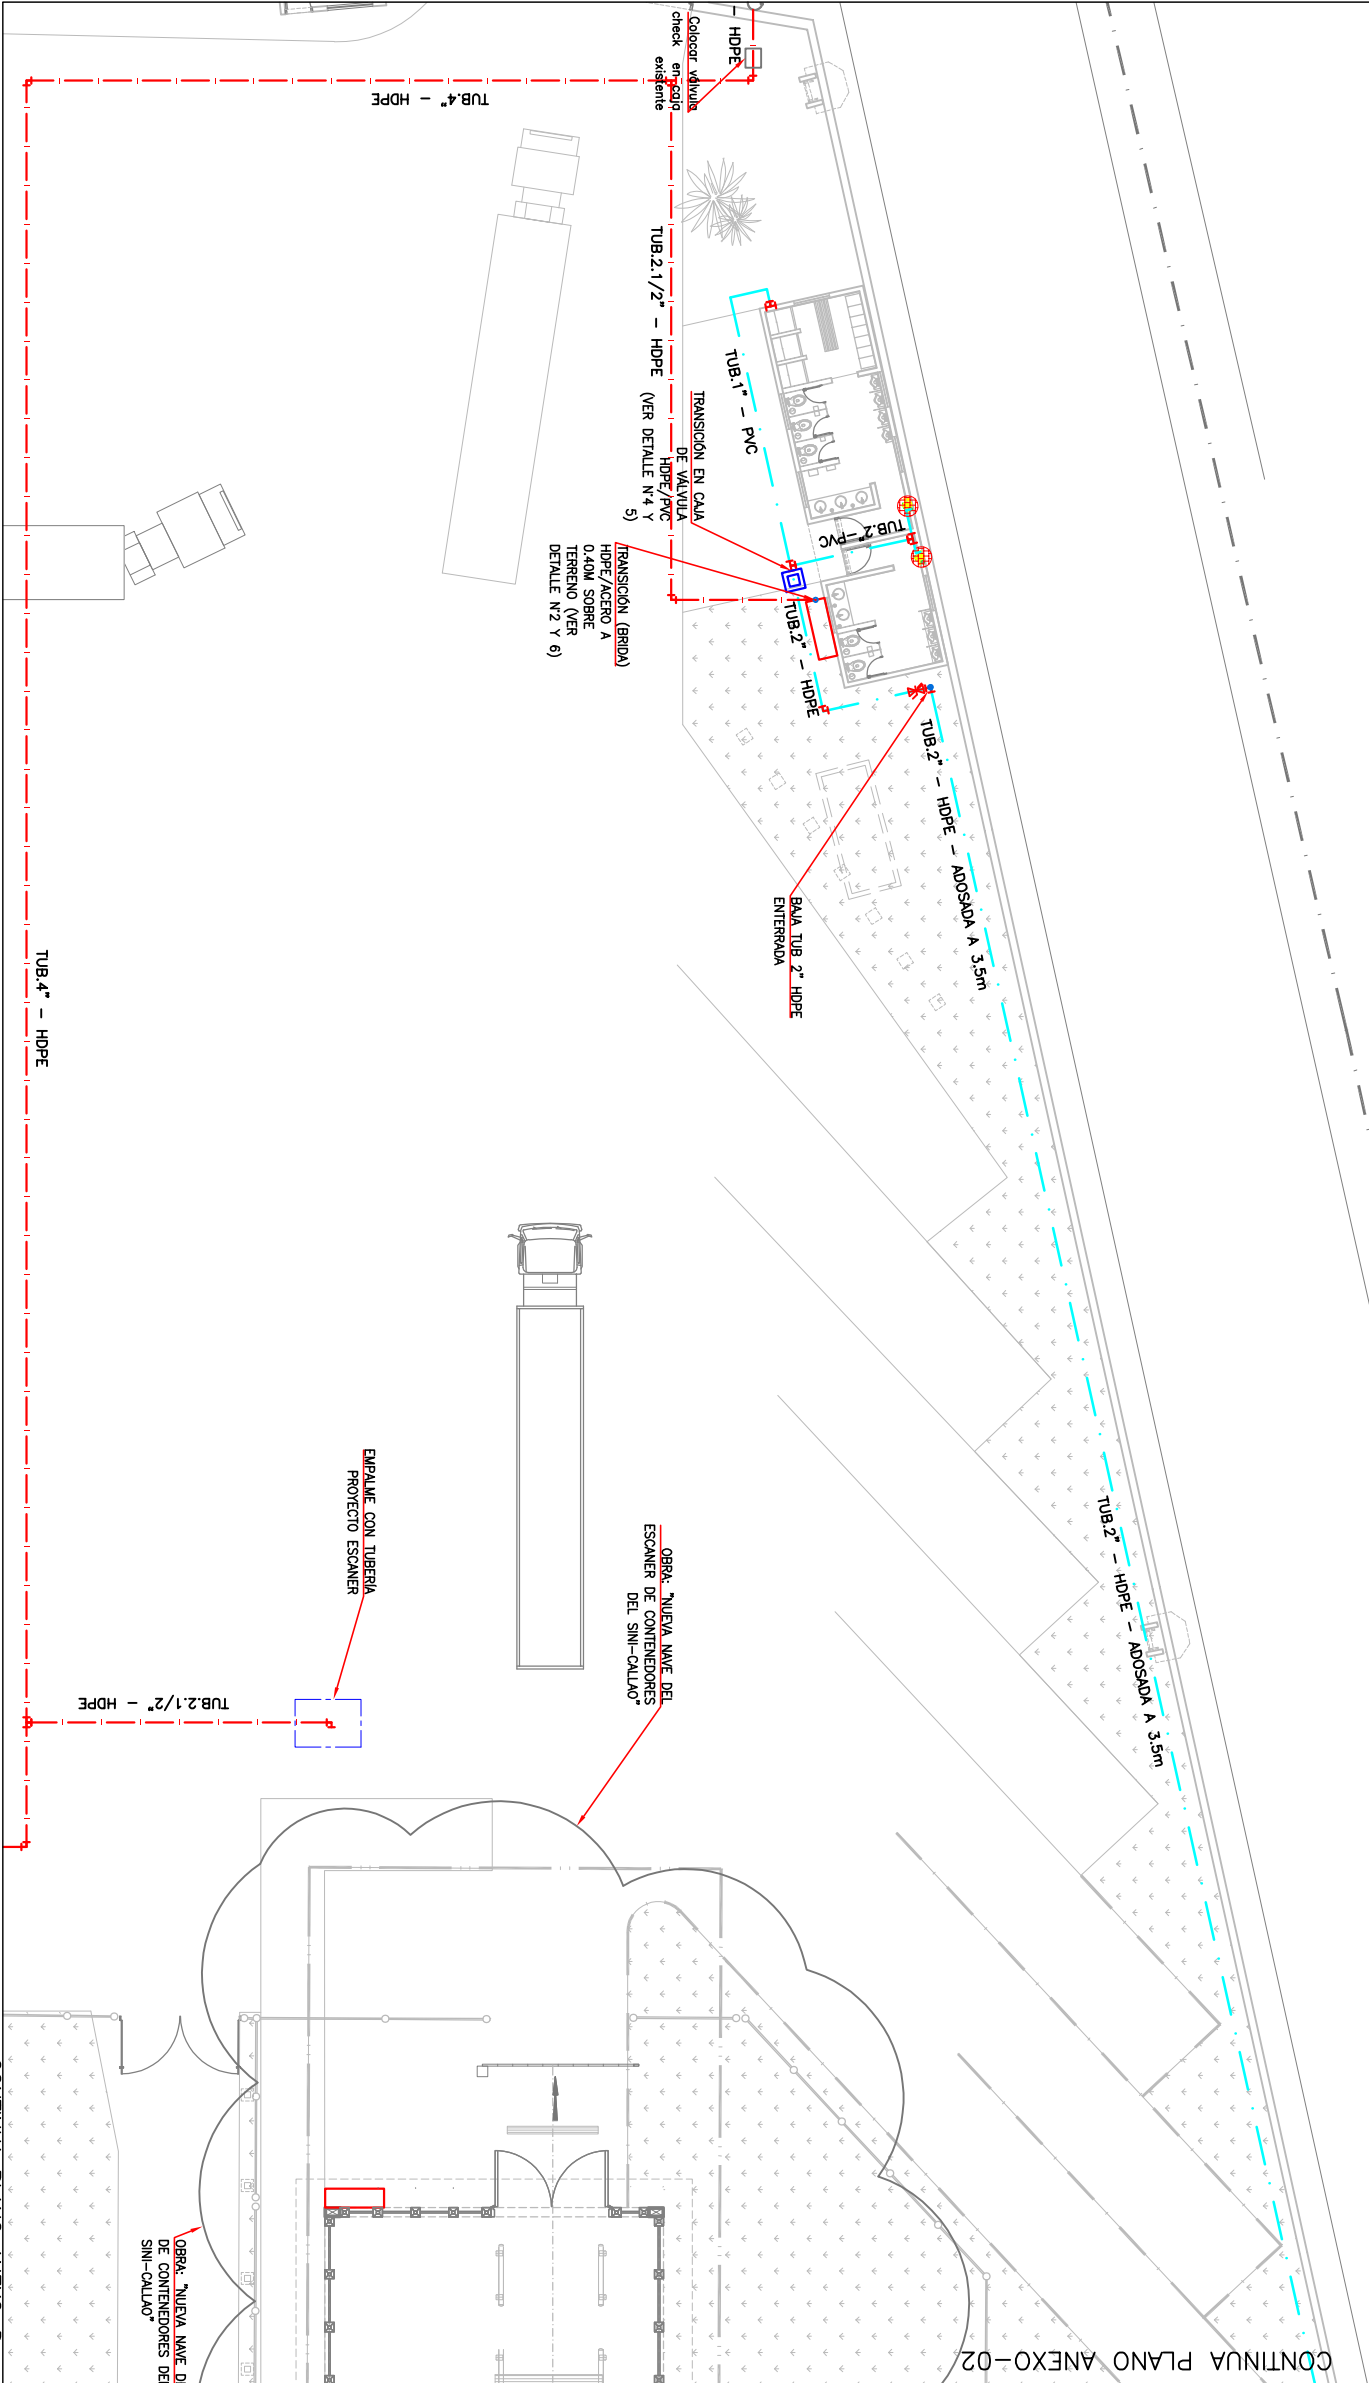 - HDPE
Colocar válvula
check en caja
existente
TUB.4" - HDPE
TUB.2.1/2" - HDPE
TUB.1" - PVC
TRANSICIÓN EN CAJA
DE VÁLVULA
HDPE/PVC
(VER DETALLE N°4 Y
5)
TUB.2"-PVC
TRANSICIÓN (BRIDA)
HDPE/ACERO A
0.40M SOBRE
TERRENO (VER
DETALLE N°2 Y 6)
TUB.2" - HDPE
TUB.2" - HDPE - ADOSADA A 3.5m
BAJA TUB 2" HDPE
ENTERRADA
TUB.4" - HDPE
EMPALME CON TUBERÍA
PROYECTO ESCANER
OBRA: "NUEVA NAVE DEL
ESCANER DE CONTENEDORES
DEL SINI-CALLAO"
TUB.2" - HDPE - ADOSADA A 3.5m
TUB.2.1/2" - HDPE
OBRA: "NUEVA NAVE
DE CONTENEDORES DEL
SINI-CALLAO"
CONTINUA PLANO ANEXO-02